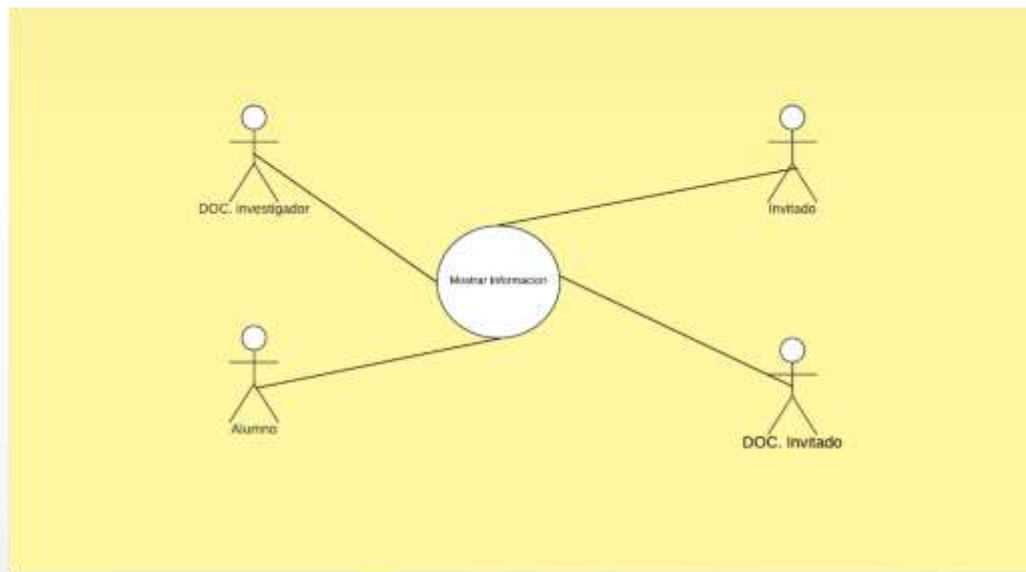 DOC. investigador
Invitado
Mostrar Informacion
Alumno
DOC. Invitado